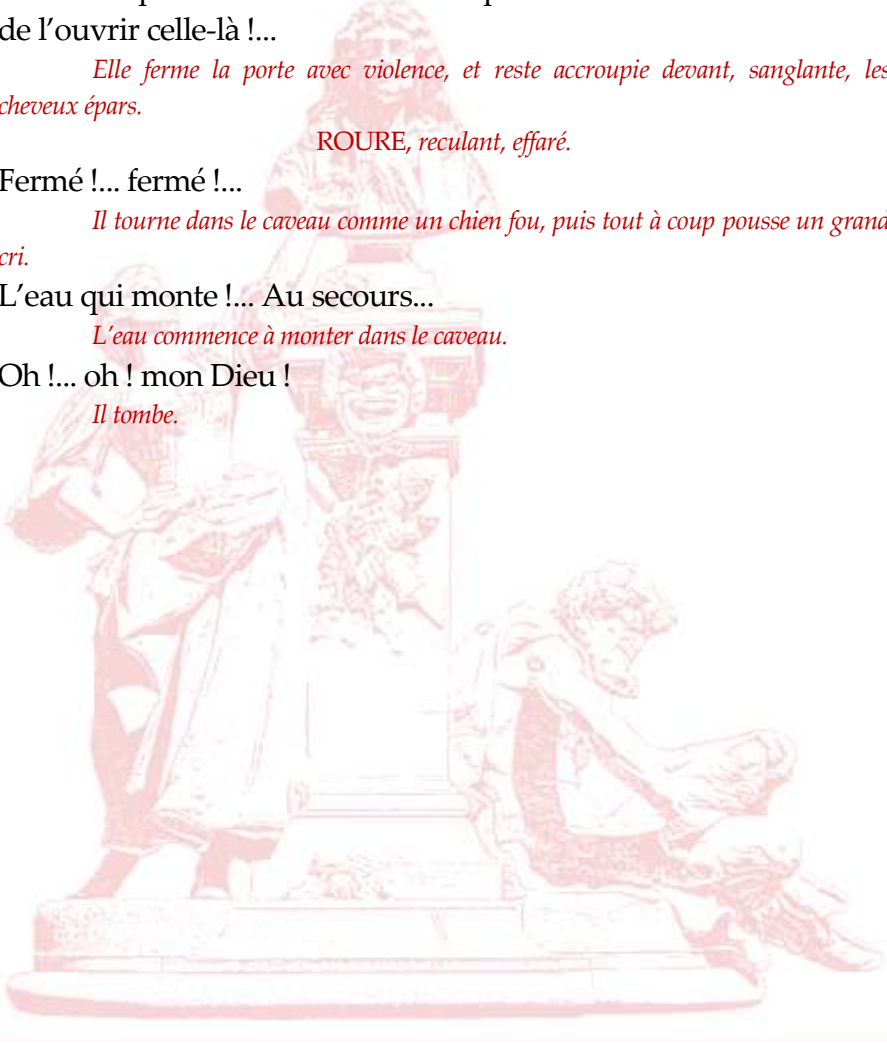 de l’ouvrir celle-là !...
Elle ferme la porte avec violence, et reste accroupie devant, sanglante, les
cheveux épars.
ROURE, reculant, effaré.
Fermé !... fermé !...
Il tourne dans le caveau comme un chien fou, puis tout à coup pousse un grand
cri.
L’eau qui monte !... Au secours...
L’eau commence à monter dans le caveau.
Oh !... oh ! mon Dieu !
Il tombe.